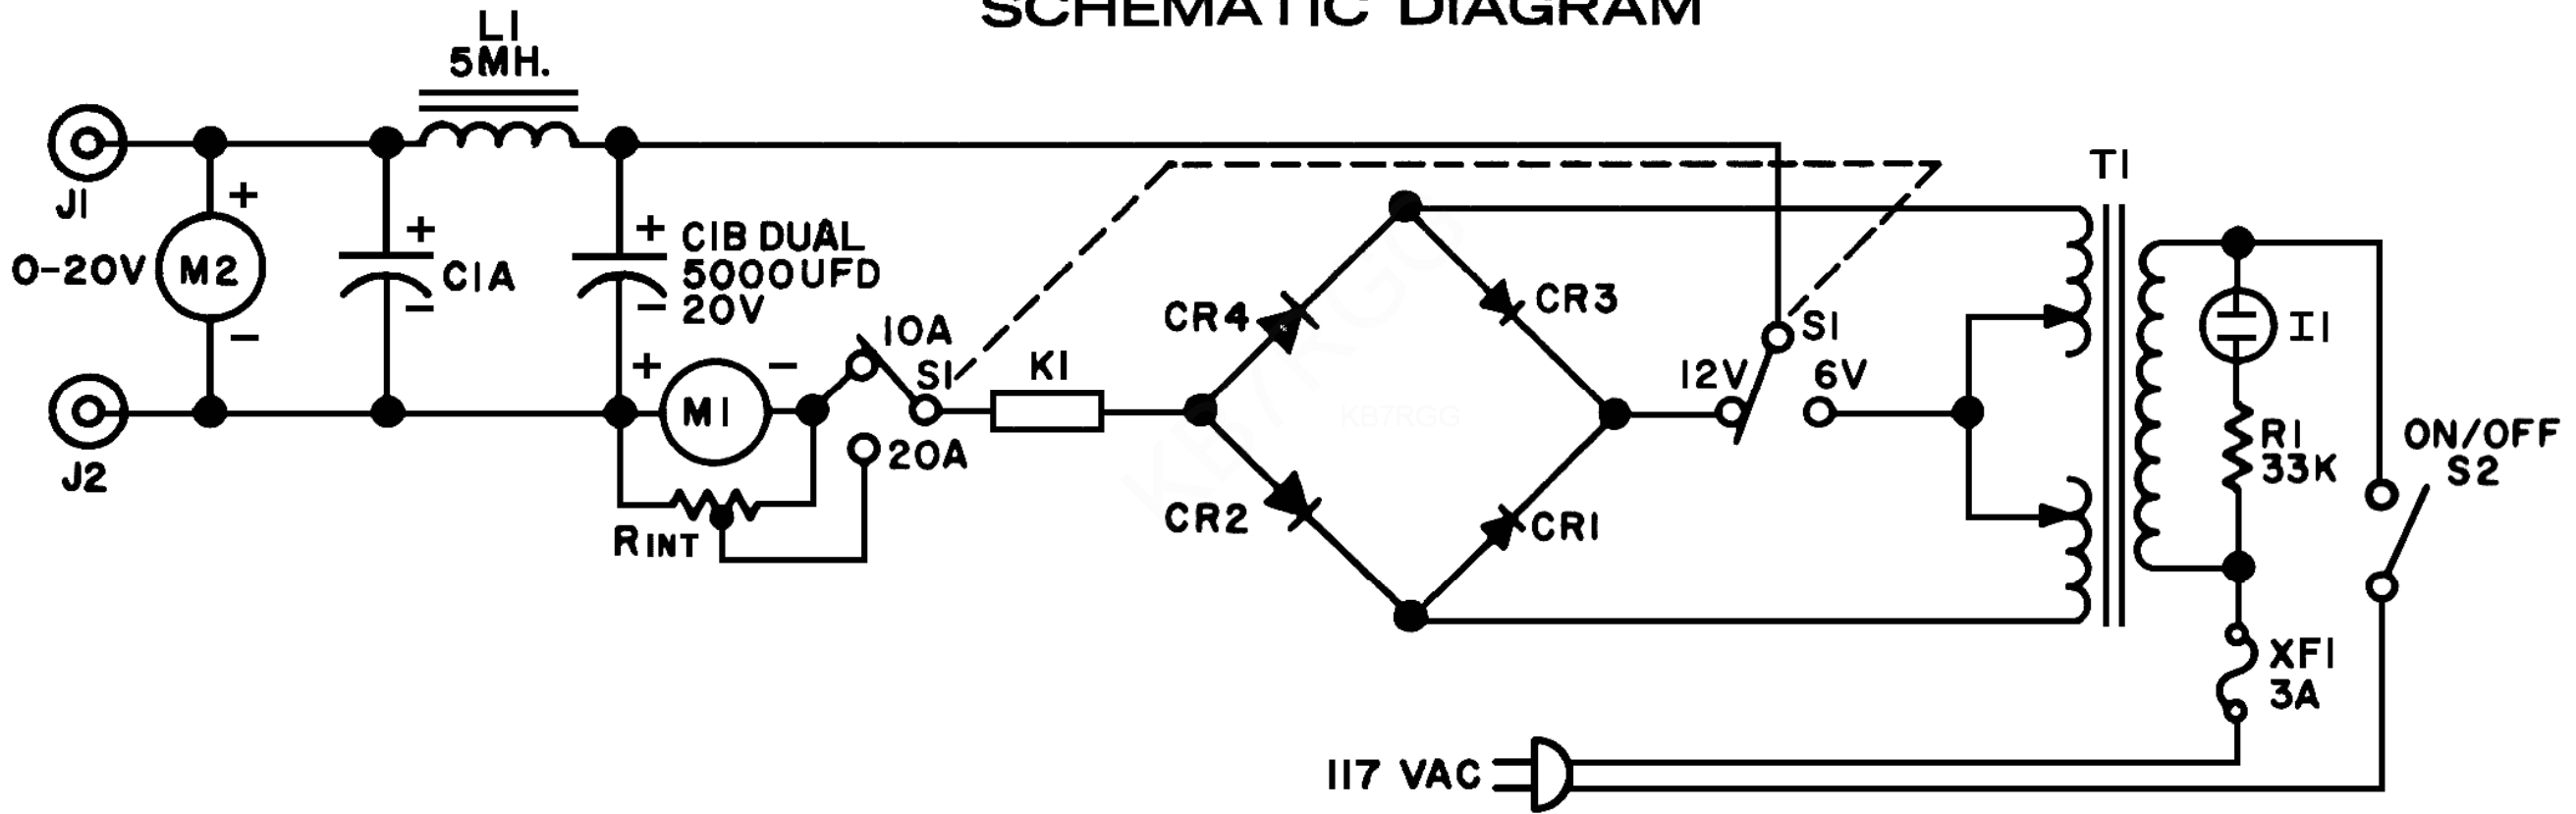 SCHEMATIC DIAGRAM
L1
5MH.
J1
+
0-20V
M2
-
+
C1A
-
+
C1B DUAL
5000UFD
20V
-
J2
+
M1
-
RINT
10A
S1
20A
K1
CR4
CR3
CR2
CR1
KB7RGG
KB7RGG
12V
S1
6V
T1
I1
R1
33K
ON/OFF
S2
XF1
3A
117 VAC